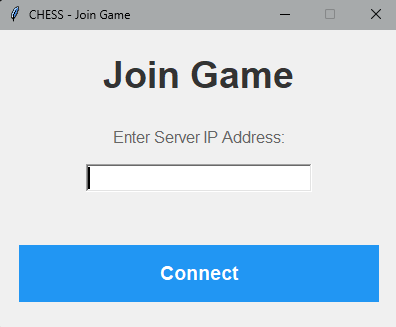 CHESS - Join Game
Join Game
Enter Server IP Address:
Connect